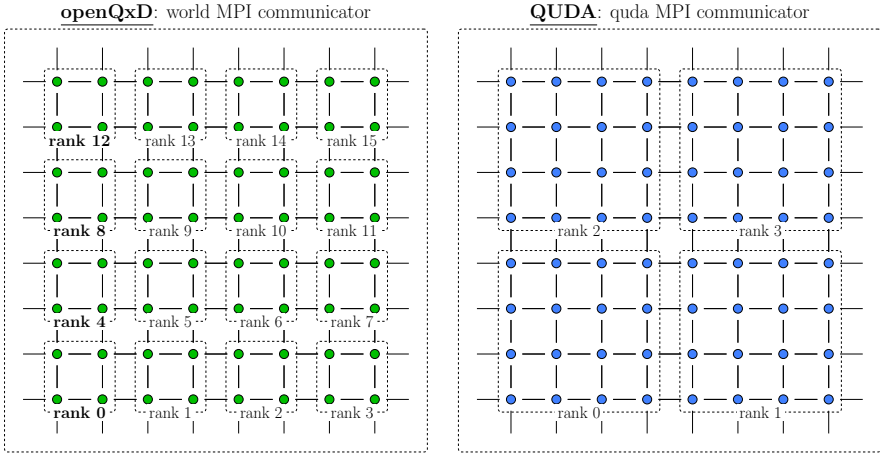 openQxD: world MPI communicator
QUDA: quda MPI communicator
rank 12 rank 13 rank 14 rank 15
rank 8 rank 9 rank 10 rank 11
rank 2 rank 3
rank 4 rank 5 rank 6 rank 7
rank 0 rank 1 rank 2 rank 3
rank 0 rank 1